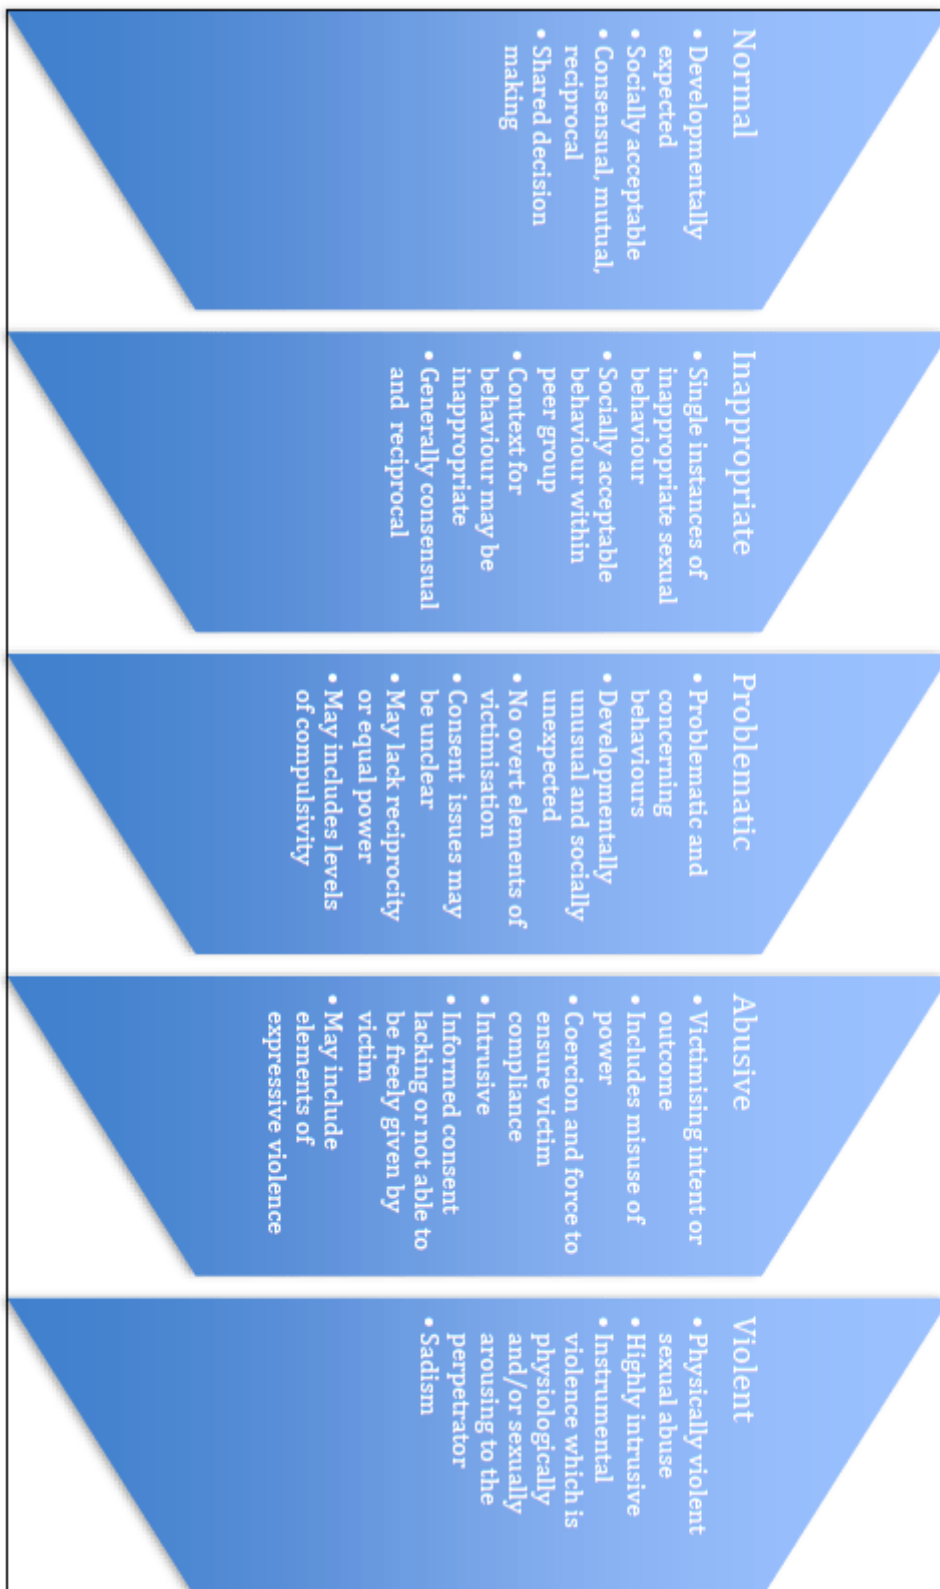 Normal
• Developmentally
expected
• Socially acceptable
• Consensual, mutual,
reciprocal
• Shared decision
making
Inappropriate
• Single instances of
inappropriate sexual
behaviour
• Socially acceptable
behaviour within
peer group
• Context for
behaviour may be
inappropriate
• Generally consensual
and reciprocal
Problematic
• Problematic and
concerning
behaviours
• Developmentally
unusual and socially
unexpected
• No overt elements of
victimisation
• Consent issues may
be unclear
• May lack reciprocity
or equal power
• May includes levels
of compulsivity
Abusive
• Victimising intent or
outcome
• Includes misuse of
power
• Coercion and force to
ensure victim
compliance
• Intrusive
• Informed consent
lacking or not able to
be freely given by
victim
• May include
elements of
expressive violence
Violent
• Physically violent
sexual abuse
• Highly intrusive
• Instrumental
violence which is
physiologically
and/or sexually
arousing to the
perpetrator
• Sadism